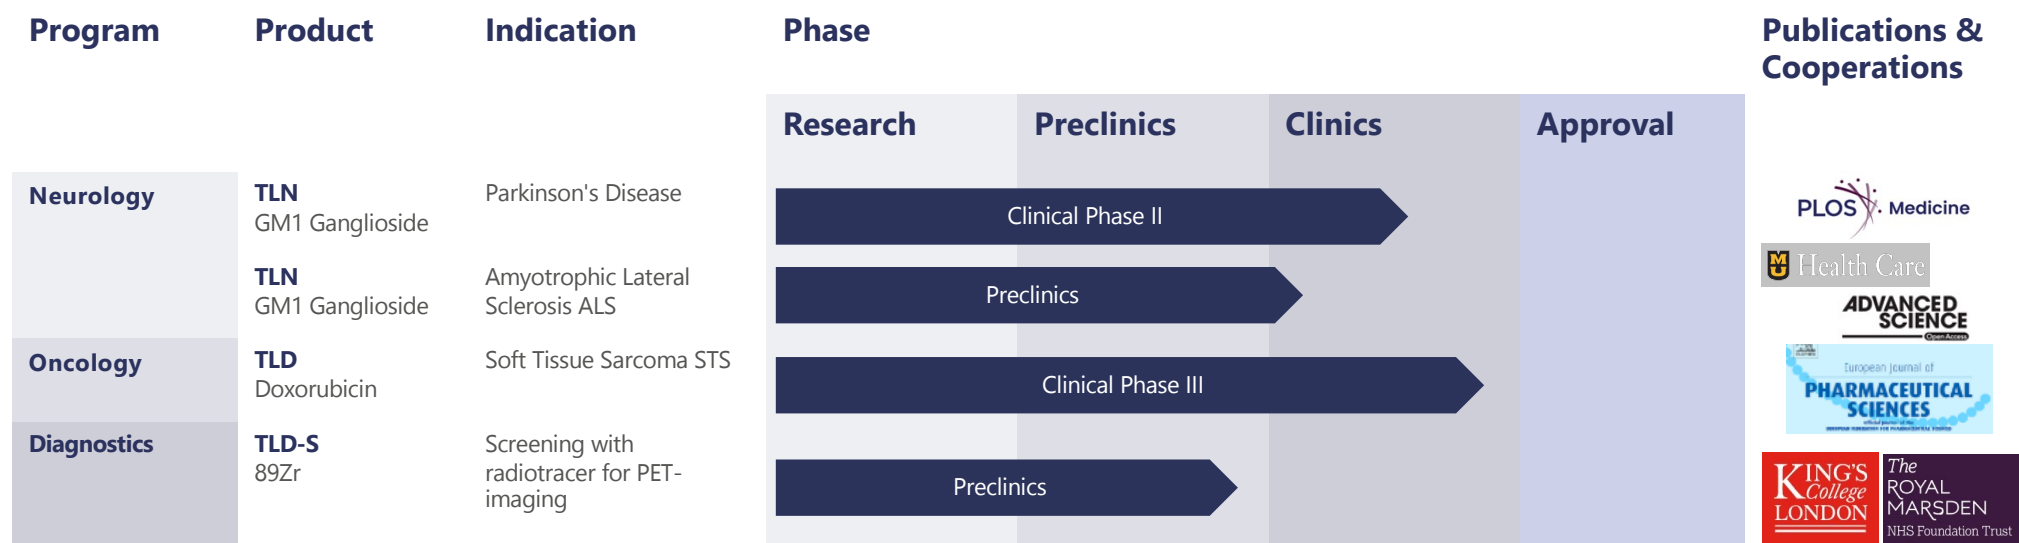 Program
Product
Indication
Phase
Publications &
Cooperations
Research
Preclinics
Clinics
Approval
Neurology
TLN
GM1 Ganglioside
Parkinson's Disease
Clinical Phase II
PLOS Medicine
TLN
GM1 Ganglioside
Amyotrophic Lateral
Sclerosis ALS
Preclinics
MU Health Care
ADVANCED
SCIENCE
Open Access
Oncology
TLD
Doxorubicin
Soft Tissue Sarcoma STS
Clinical Phase III
European Journal of
PHARMACEUTICAL
SCIENCES
Diagnostics
TLD-S
89Zr
Screening with
radiotracer for PET-
imaging
Preclinics
KING'S
College
LONDON
The
ROYAL
MARSDEN
NHS Foundation Trust